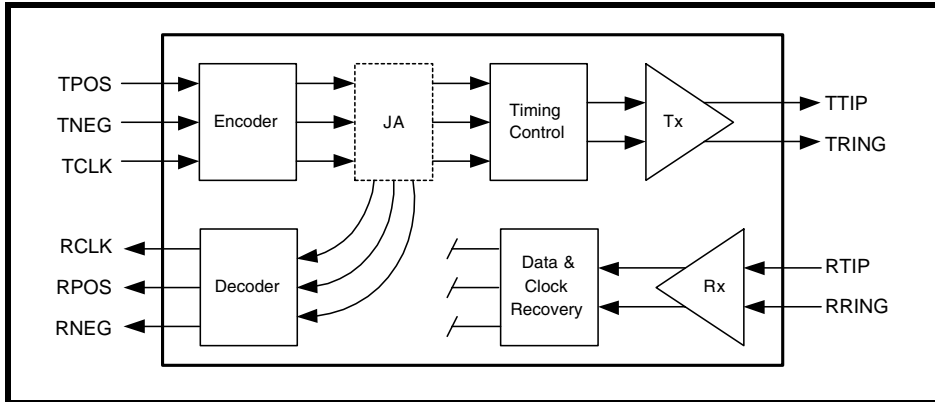 TPOS
TNEG
TCLK
Encoder
JA
Timing
Control
Tx
TTIP
TRING
RCLK
RPOS
RNEG
Decoder
Data &
Clock
Recovery
Rx
RTIP
RRING